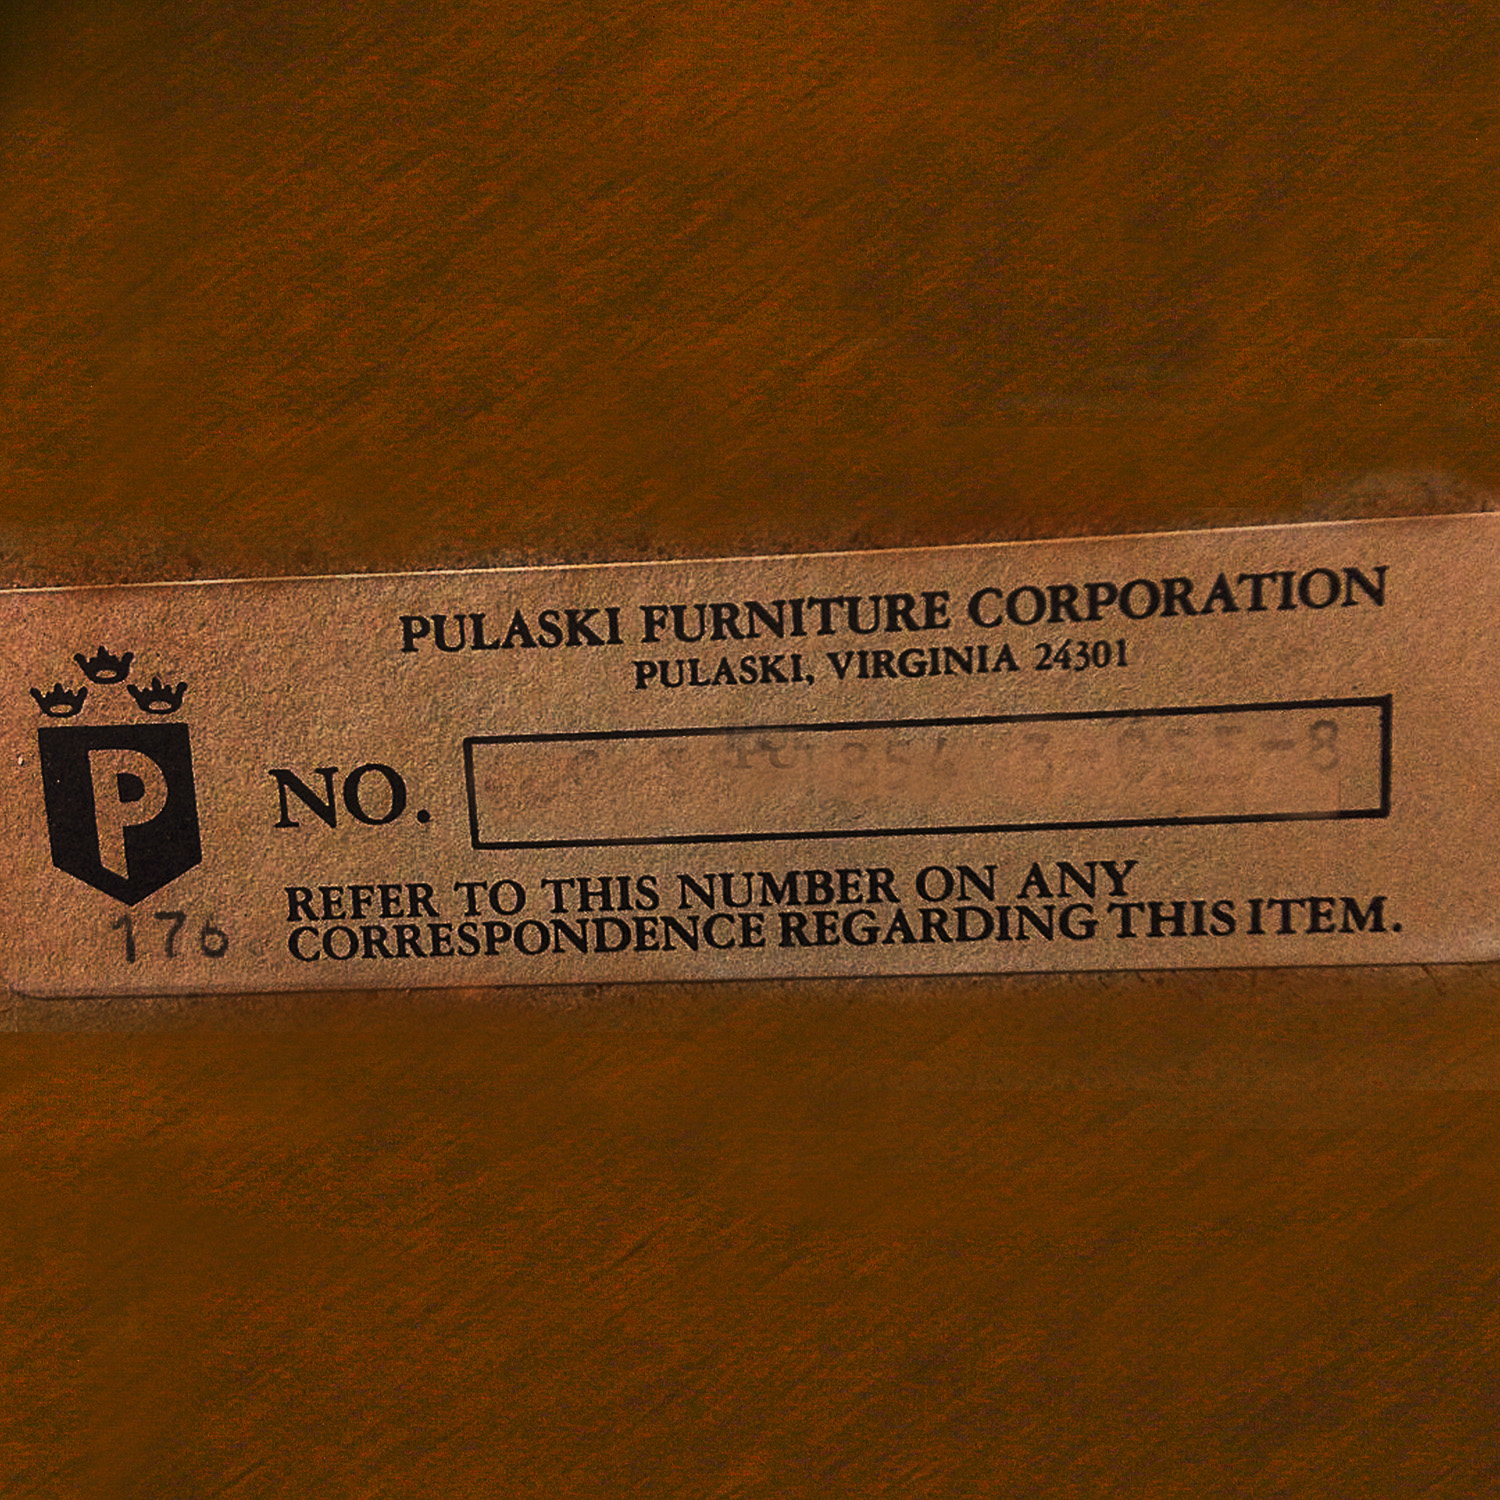 PULASKI FURNITURE CORPORATION
PULASKI, VIRGINIA 24301
P
NO.
REFER TO THIS NUMBER ON ANY
CORRESPONDENCE REGARDING THIS ITEM.
176